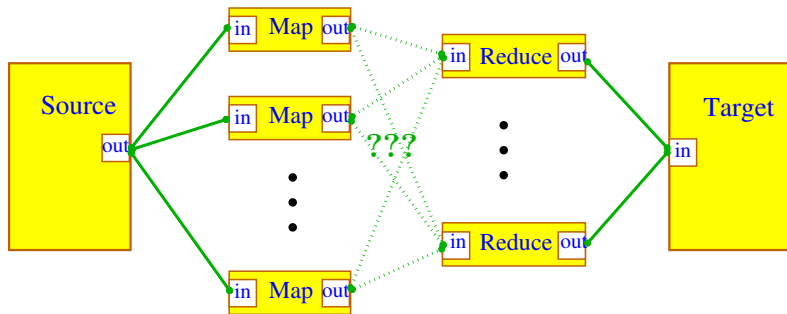 Source
out
in Map out
in Map out
in Map out
???
in Reduce out
in Reduce out
Target
in